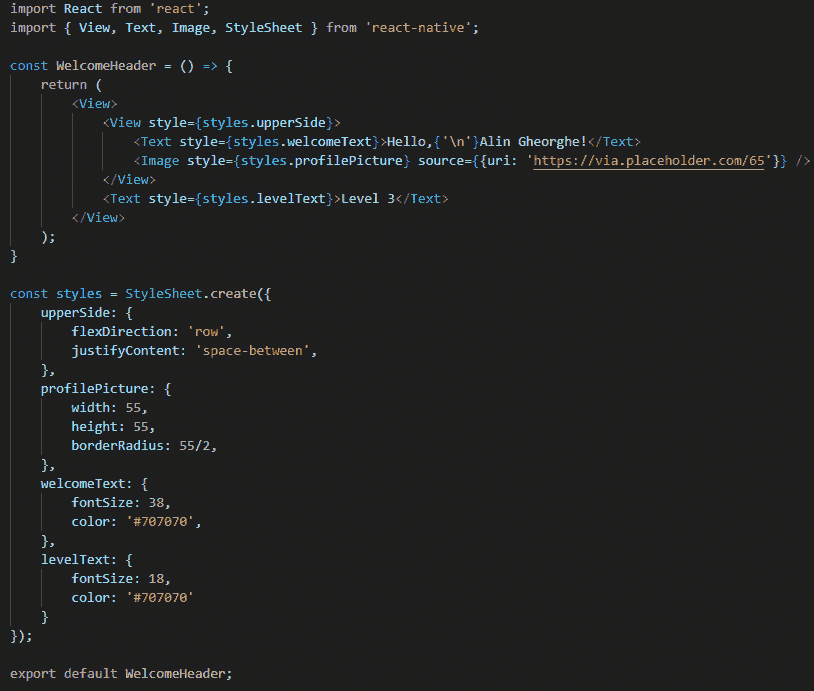 import React from 'react';
import { View, Text, Image, StyleSheet } from 'react-native';

const WelcomeHeader = () => {
    return (
        <View>
            <View style={styles.upperSide}>
                <Text style={styles.welcomeText}>Hello,{'\n'}Alin Gheorghe!</Text>
                <Image style={styles.profilePicture} source={{uri: 'https://via.placeholder.com/65'}} />
            </View>
            <Text style={styles.levelText}>Level 3</Text>
        </View>
    );
}

const styles = StyleSheet.create({
    upperSide: {
        flexDirection: 'row',
        justifyContent: 'space-between',
    },
    profilePicture: {
        width: 55,
        height: 55,
        borderRadius: 55/2,
    },
    welcomeText: {
        fontSize: 38,
        color: '#707070',
    },
    levelText: {
        fontSize: 18,
        color: '#707070'
    }
});

export default WelcomeHeader;